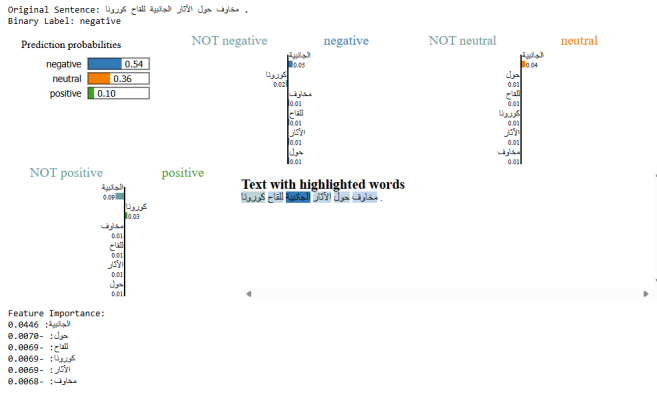 Original Sentence: مخاوف حول الآثار الجانبية للقاح كورونا .
Binary Label: negative
Prediction probabilities
negative 0.54
neutral 0.36
positive 0.10
NOT negative negative
الجانبية
0.05
كورونا
0.02
مخاوف
0.01
للقاح
0.01
الآثار
0.01
حول
0.01
NOT neutral neutral
الجانبية
0.04
حول
0.01
للقاح
0.01
كورونا
0.01
الآثار
0.01
مخاوف
0.01
NOT positive positive
الجانبية
0.09
كورونا
0.03
مخاوف
0.01
للقاح
0.01
الآثار
0.01
حول
0.01
Text with highlighted words
مخاوف حول الآثار الجانبية للقاح كورونا .
Feature Importance:
الجانبية: 0.0446
حول: -0.0070
للقاح: -0.0069
كورونا: -0.0069
الآثار: -0.0069
مخاوف: -0.0068